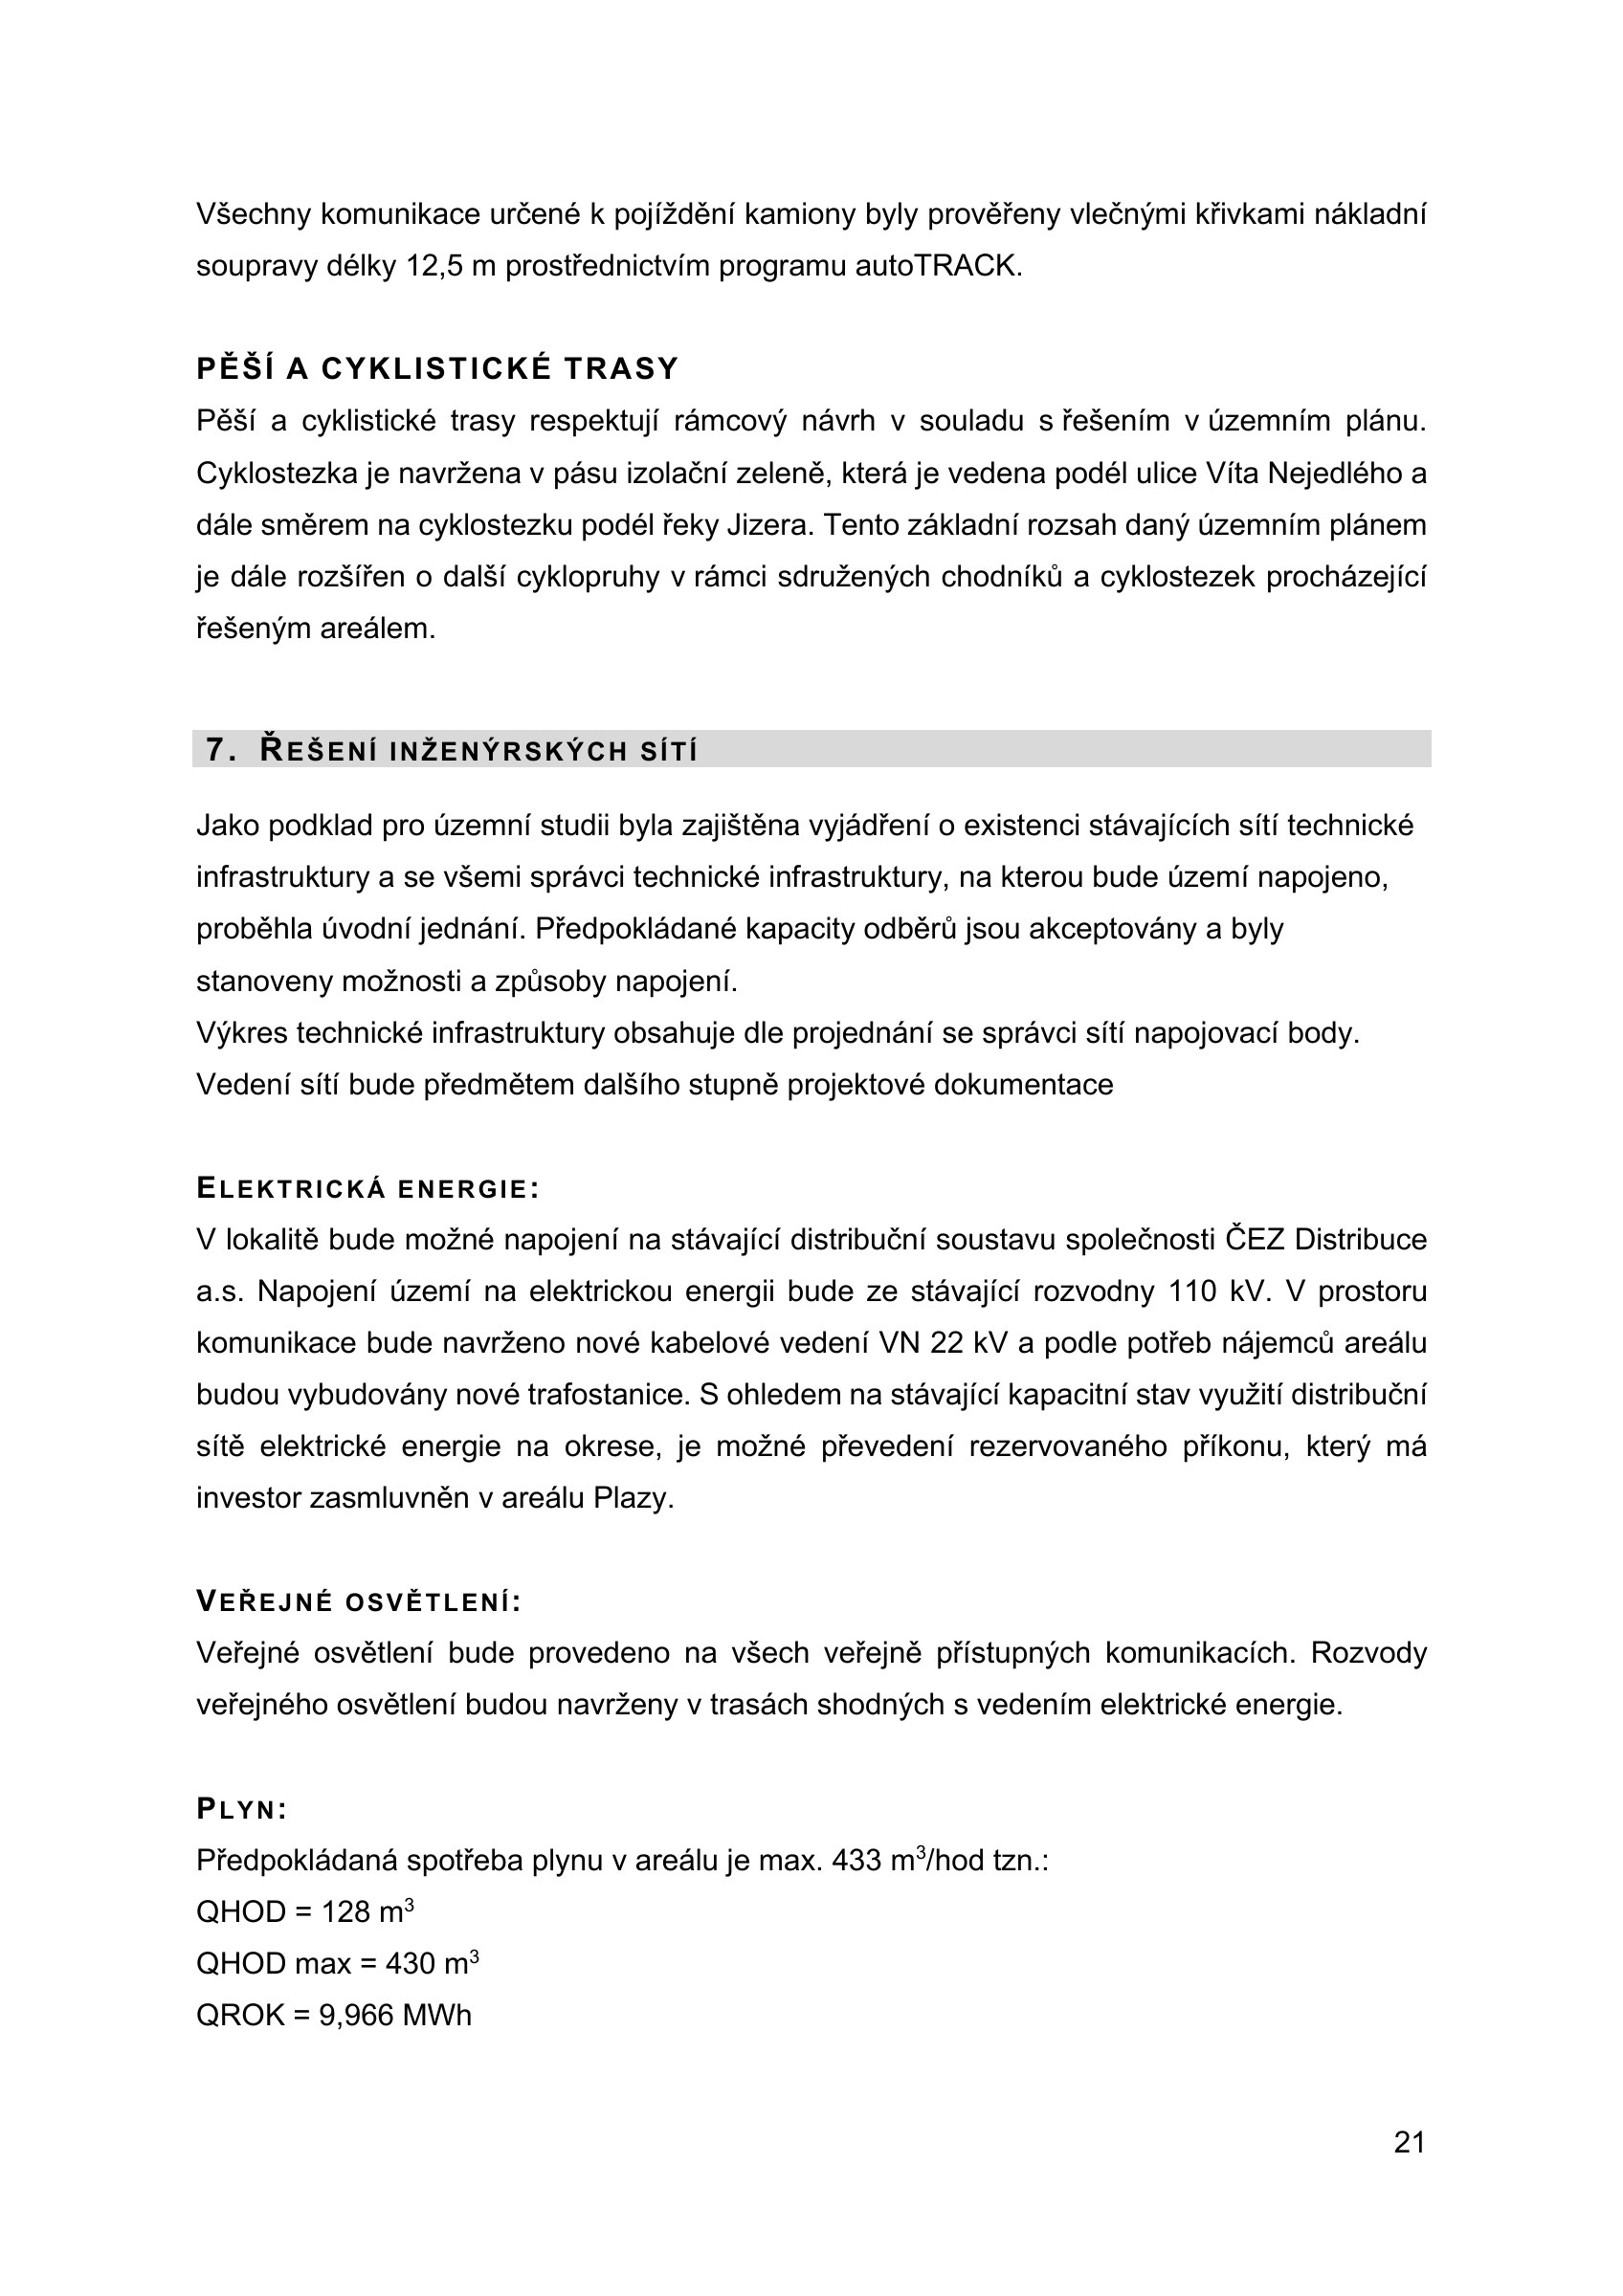 Všechny komunikace určené k pojíždění kamiony byly prověřeny vlečnými křivkami nákladní
soupravy délky 12,5 m prostřednictvím programu autoTRACK.
PĚŠÍ A CYKLISTICKÉ TRASY
Pěší a cyklistické trasy respektují rámcový návrh v souladu s řešením v územním plánu.
Cyklostezka je navržena v pásu izolační zeleně, která je vedena podél ulice Víta Nejedlého a
dále směrem na cyklostezku podél řeky Jizera. Tento základní rozsah daný územním plánem
je dále rozšířen o další cyklopruhy v rámci sdružených chodníků a cyklostezek procházející
řešeným areálem.
7. ŘEŠENÍ INŽENÝRSKÝCH SÍTÍ
Jako podklad pro územní studii byla zajištěna vyjádření o existenci stávajících sítí technické
infrastruktury a se všemi správci technické infrastruktury, na kterou bude území napojeno,
proběhla úvodní jednání. Předpokládané kapacity odběrů jsou akceptovány a byly
stanoveny možnosti a způsoby napojení.
Výkres technické infrastruktury obsahuje dle projednání se správci sítí napojovací body.
Vedení sítí bude předmětem dalšího stupně projektové dokumentace
ELEKTRICKÁ ENERGIE:
V lokalitě bude možné napojení na stávající distribuční soustavu společnosti ČEZ Distribuce
a.s. Napojení území na elektrickou energii bude ze stávající rozvodny 110 kV. V prostoru
komunikace bude navrženo nové kabelové vedení VN 22 kV a podle potřeb nájemců areálu
budou vybudovány nové trafostanice. S ohledem na stávající kapacitní stav využití distribuční
sítě elektrické energie na okrese, je možné převedení rezervovaného příkonu, který má
investor zasmluvněn v areálu Plazy.
VEŘEJNÉ OSVĚTLENÍ:
Veřejné osvětlení bude provedeno na všech veřejně přístupných komunikacích. Rozvody
veřejného osvětlení budou navrženy v trasách shodných s vedením elektrické energie.
PLYN:
Předpokládaná spotřeba plynu v areálu je max. 433 m³/hod tzn.:
QHOD = 128 m³
QHOD max = 430 m³
QROK = 9,966 MWh
21